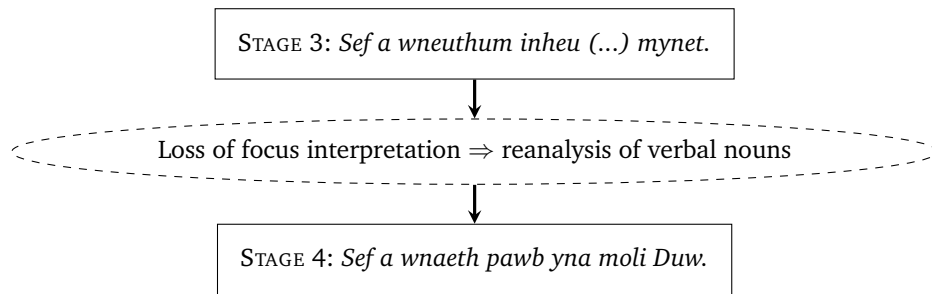 STAGE 3: Sef a wneuthum inheu (...) mynet.
Loss of focus interpretation ⇒ reanalysis of verbal nouns
STAGE 4: Sef a wnaeth pawb yna moli Duw.